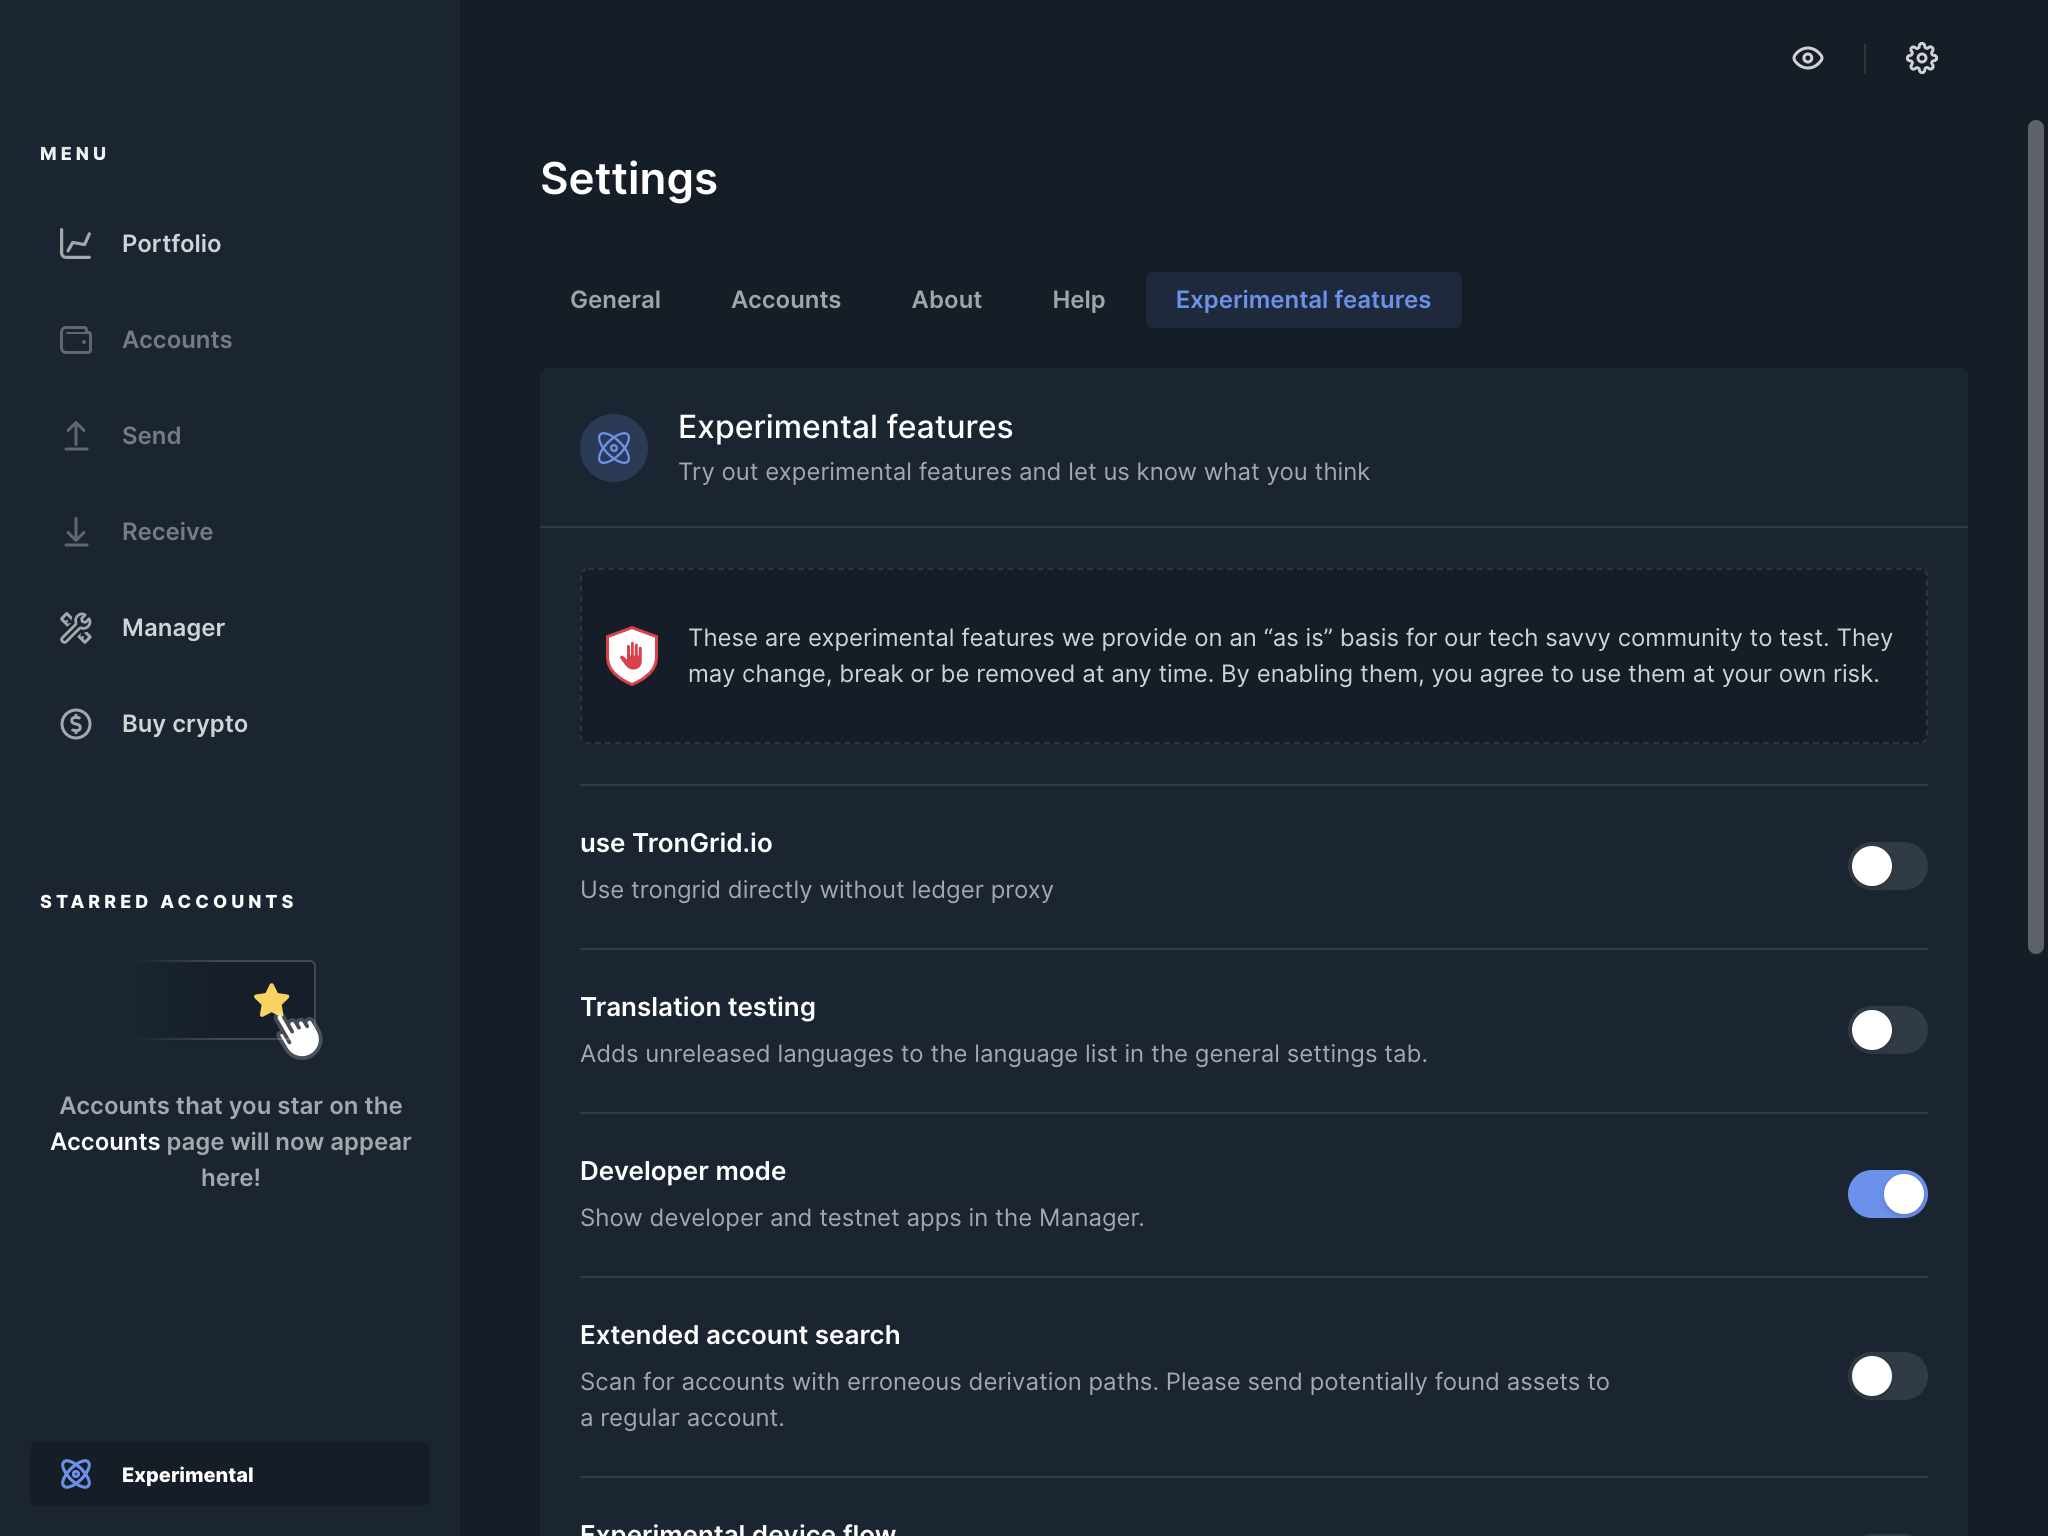 MENU
Portfolio
Accounts
Send
Receive
Manager
Buy crypto
STARRED ACCOUNTS
Accounts that you star on the
Accounts page will now appear
here!
Experimental
Settings
General
Accounts
About
Help
Experimental features
Experimental features
Try out experimental features and let us know what you think
These are experimental features we provide on an “as is” basis for our tech savvy community to test. They
may change, break or be removed at any time. By enabling them, you agree to use them at your own risk.
use TronGrid.io
Use trongrid directly without ledger proxy
Translation testing
Adds unreleased languages to the language list in the general settings tab.
Developer mode
Show developer and testnet apps in the Manager.
Extended account search
Scan for accounts with erroneous derivation paths. Please send potentially found assets to
a regular account.
Experimental device flow